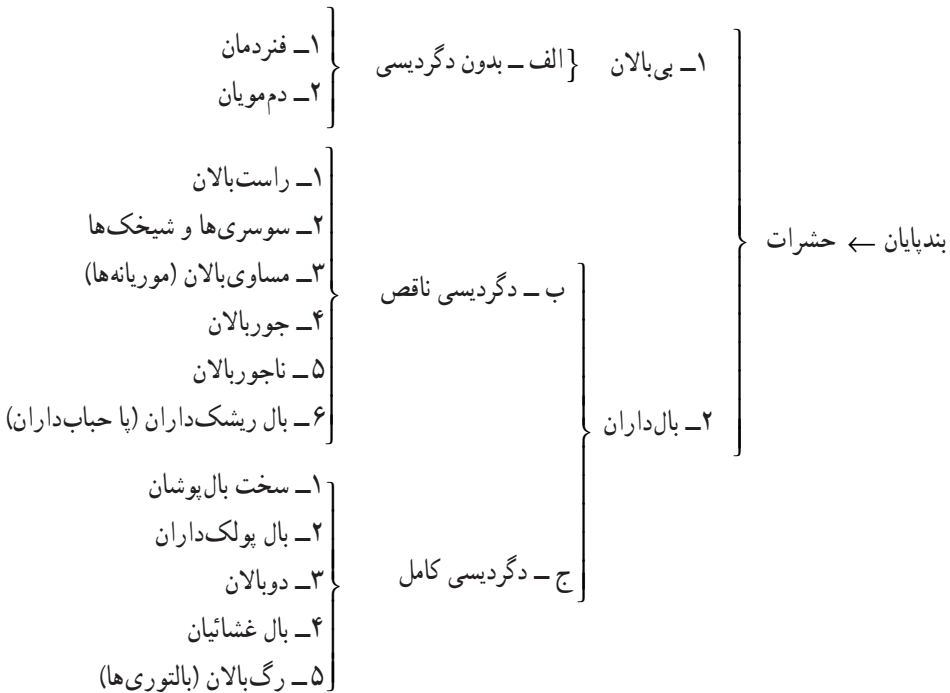 بندپایان ← حشرات
۱ــ بی‌بالان
الف ــ بدون دگردیسی
۱ــ فنردمان
۲ــ دم‌مویان
۲ــ بال‌داران
ب ــ دگردیسی ناقص
۱ــ راست‌بالان
۲ــ سوسری‌ها و شیخک‌ها
۳ــ مساوی‌بالان (موریانه‌ها)
۴ــ جوربالان
۵ــ ناجوربالان
۶ــ بال ریشک‌داران (پا حباب‌داران)
ج ــ دگردیسی کامل
۱ــ سخت بال‌پوشان
۲ــ بال پولک‌داران
۳ــ دوبالان
۴ــ بال غشائیان
۵ــ رگ‌بالان (بالتوری‌ها)